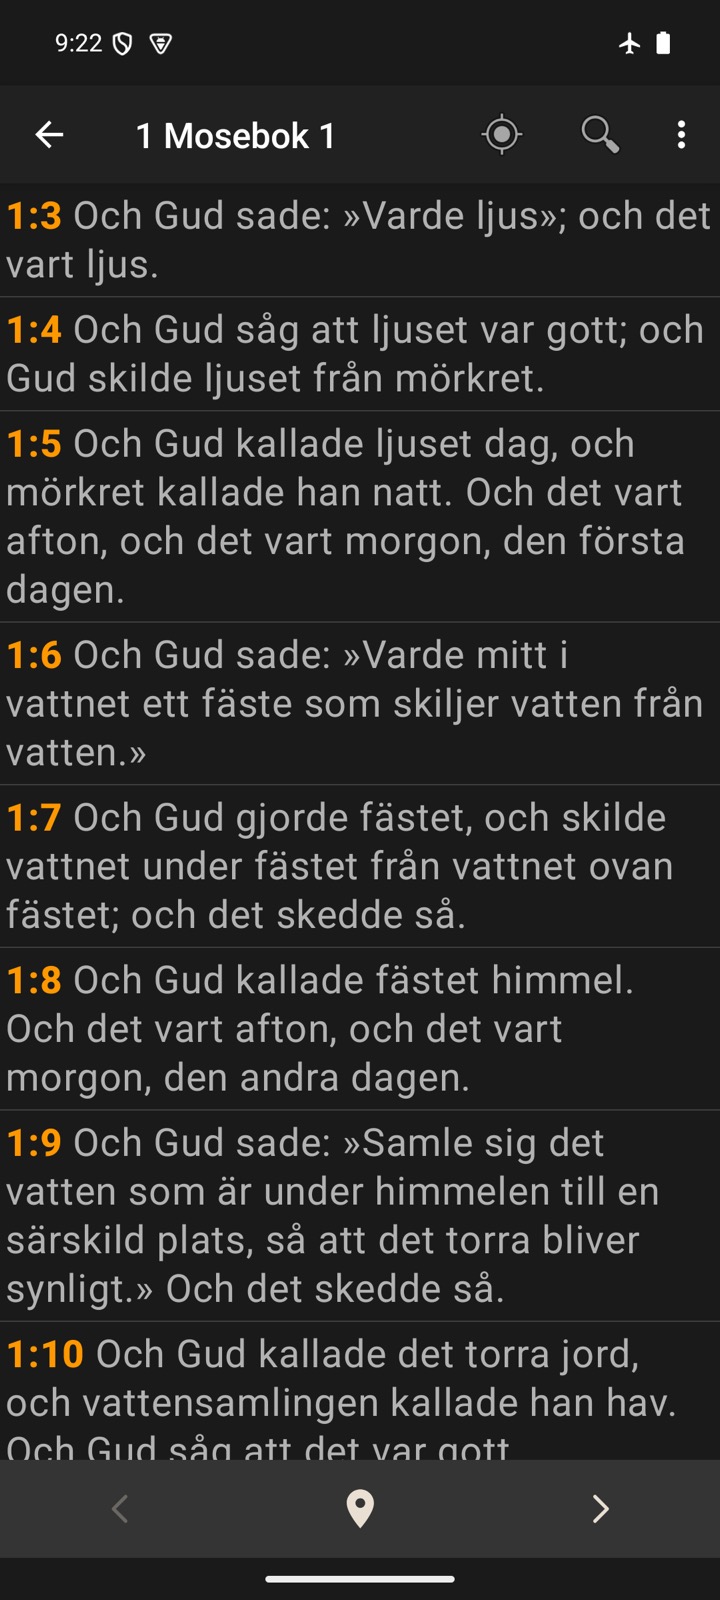 9:22
1 Mosebok 1
1:3 Och Gud sade: »Varde ljus»; och det
vart ljus.
1:4 Och Gud såg att ljuset var gott; och
Gud skilde ljuset från mörkret.
1:5 Och Gud kallade ljuset dag, och
mörkret kallade han natt. Och det vart
afton, och det vart morgon, den första
dagen.
1:6 Och Gud sade: »Varde mitt i
vattnet ett fäste som skiljer vatten från
vatten.»
1:7 Och Gud gjorde fästet, och skilde
vattnet under fästet från vattnet ovan
fästet; och det skedde så.
1:8 Och Gud kallade fästet himmel.
Och det vart afton, och det vart
morgon, den andra dagen.
1:9 Och Gud sade: »Samle sig det
vatten som är under himmelen till en
särskild plats, så att det torra bliver
synligt.» Och det skedde så.
1:10 Och Gud kallade det torra jord,
och vattensamlingen kallade han hav.
Och Gud såg att det var gott